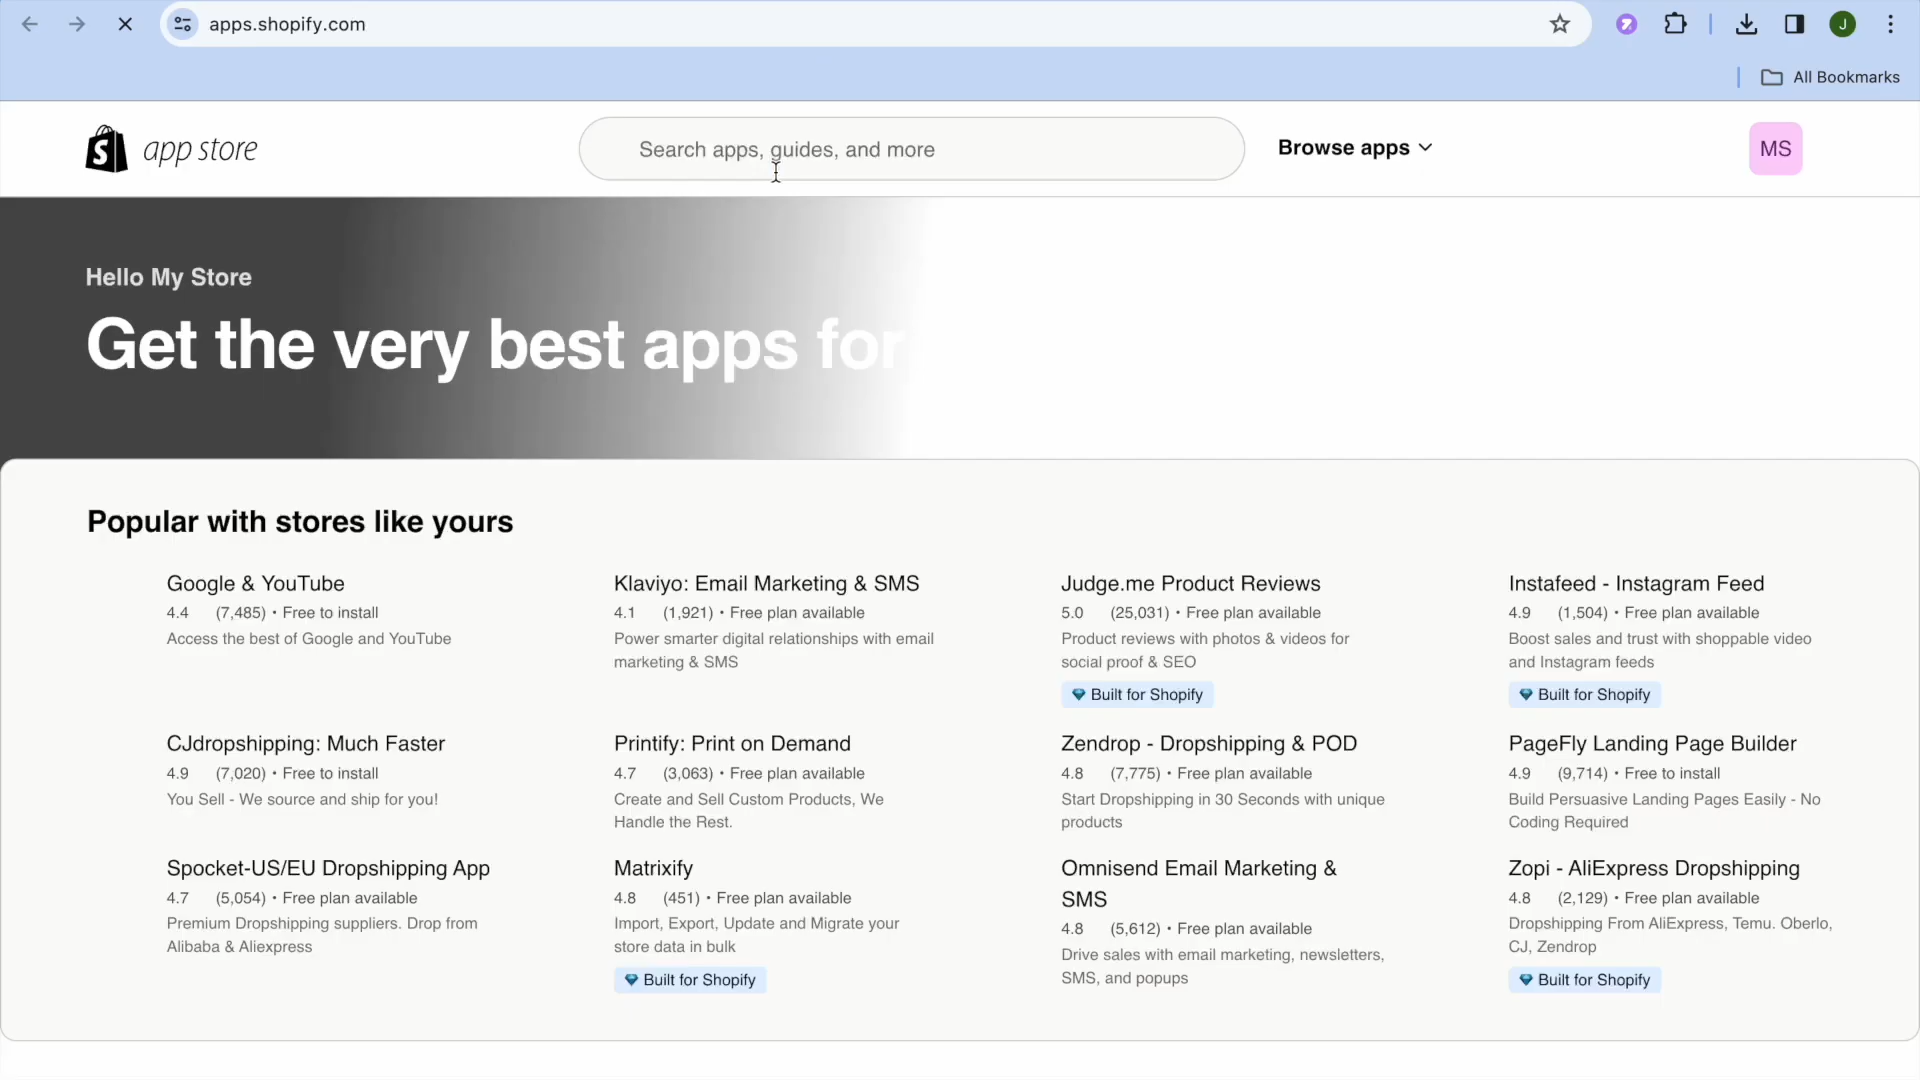 apps.shopify.com
J
All Bookmarks
S app store
Search apps, guides, and more
Browse apps
MS
Hello My Store
Get the very best apps for
Popular with stores like yours
Google & YouTube
4.4 (7,485) • Free to install
Access the best of Google and YouTube
Klaviyo: Email Marketing & SMS
4.1 (1,921) • Free plan available
Power smarter digital relationships with email
marketing & SMS
Judge.me Product Reviews
5.0 (25,031) • Free plan available
Product reviews with photos & videos for
social proof & SEO
Built for Shopify
Instafeed - Instagram Feed
4.9 (1,504) • Free plan available
Boost sales and trust with shoppable video
and Instagram feeds
Built for Shopify
CJdropshipping: Much Faster
4.9 (7,020) • Free to install
You Sell - We source and ship for you!
Printify: Print on Demand
4.7 (3,063) • Free plan available
Create and Sell Custom Products, We
Handle the Rest.
Zendrop - Dropshipping & POD
4.8 (7,775) • Free plan available
Start Dropshipping in 30 Seconds with unique
products
PageFly Landing Page Builder
4.9 (9,714) • Free to install
Build Persuasive Landing Pages Easily - No
Coding Required
Spocket-US/EU Dropshipping App
4.7 (5,054) • Free plan available
Premium Dropshipping suppliers. Drop from
Alibaba & Aliexpress
Matrixify
4.8 (451) • Free plan available
Import, Export, Update and Migrate your
store data in bulk
Built for Shopify
Omnisend Email Marketing &
SMS
4.8 (5,612) • Free plan available
Drive sales with email marketing, newsletters,
SMS, and popups
Zopi - AliExpress Dropshipping
4.8 (2,129) • Free plan available
Dropshipping From AliExpress, Temu. Oberlo,
CJ, Zendrop
Built for Shopify